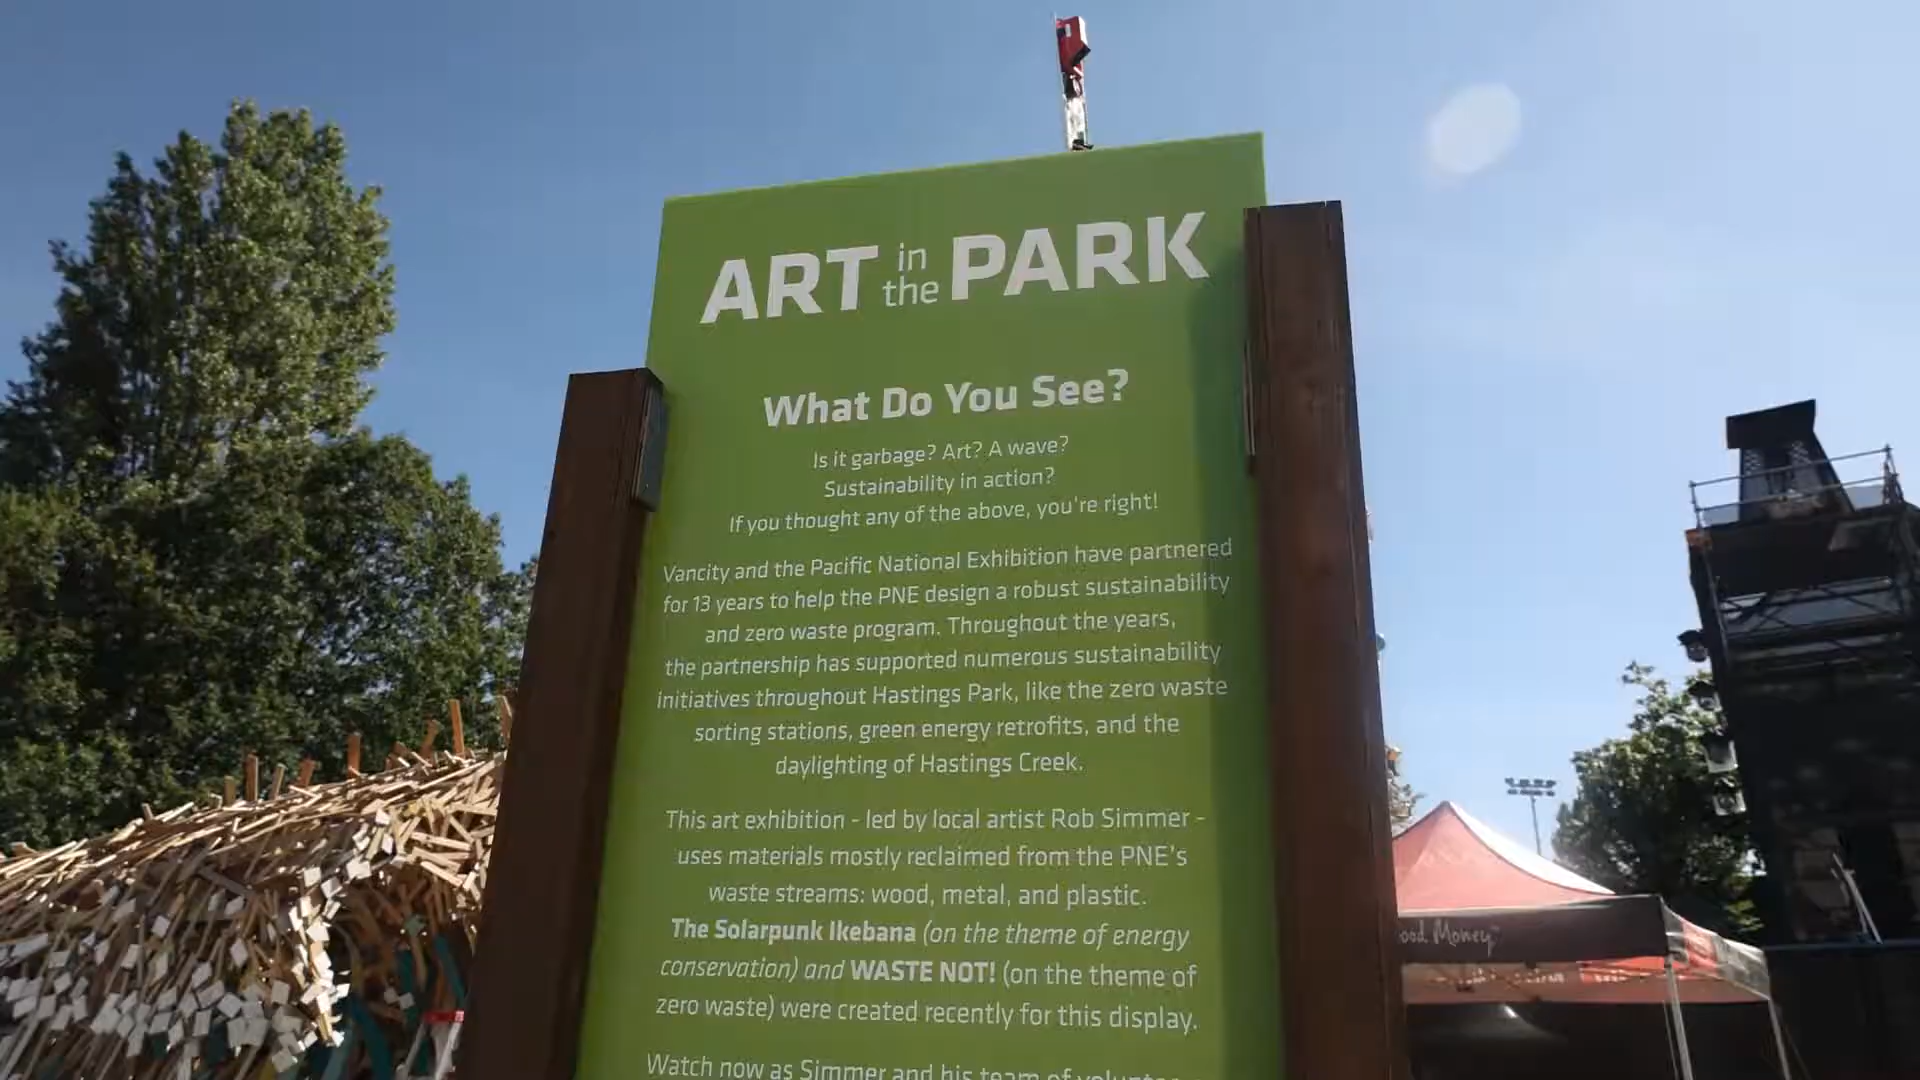 ART in the PARK
What Do You See?
Is it garbage? Art? A wave?
Sustainability in action?
If you thought any of the above, you're right!
Vancity and the Pacific National Exhibition have partnered
for 13 years to help the PNE design a robust sustainability
and zero waste program. Throughout the years,
the partnership has supported numerous sustainability
initiatives throughout Hastings Park, like the zero waste
sorting stations, green energy retrofits, and the
daylighting of Hastings Creek.
This art exhibition - led by local artist Rob Simmer -
uses materials mostly reclaimed from the PNE's
waste streams: wood, metal, and plastic.
The Solarpunk Ikebana (on the theme of energy
conservation) and WASTE NOT! (on the theme of
zero waste) were created recently for this display.
Watch now as Simmer and his team of
Money